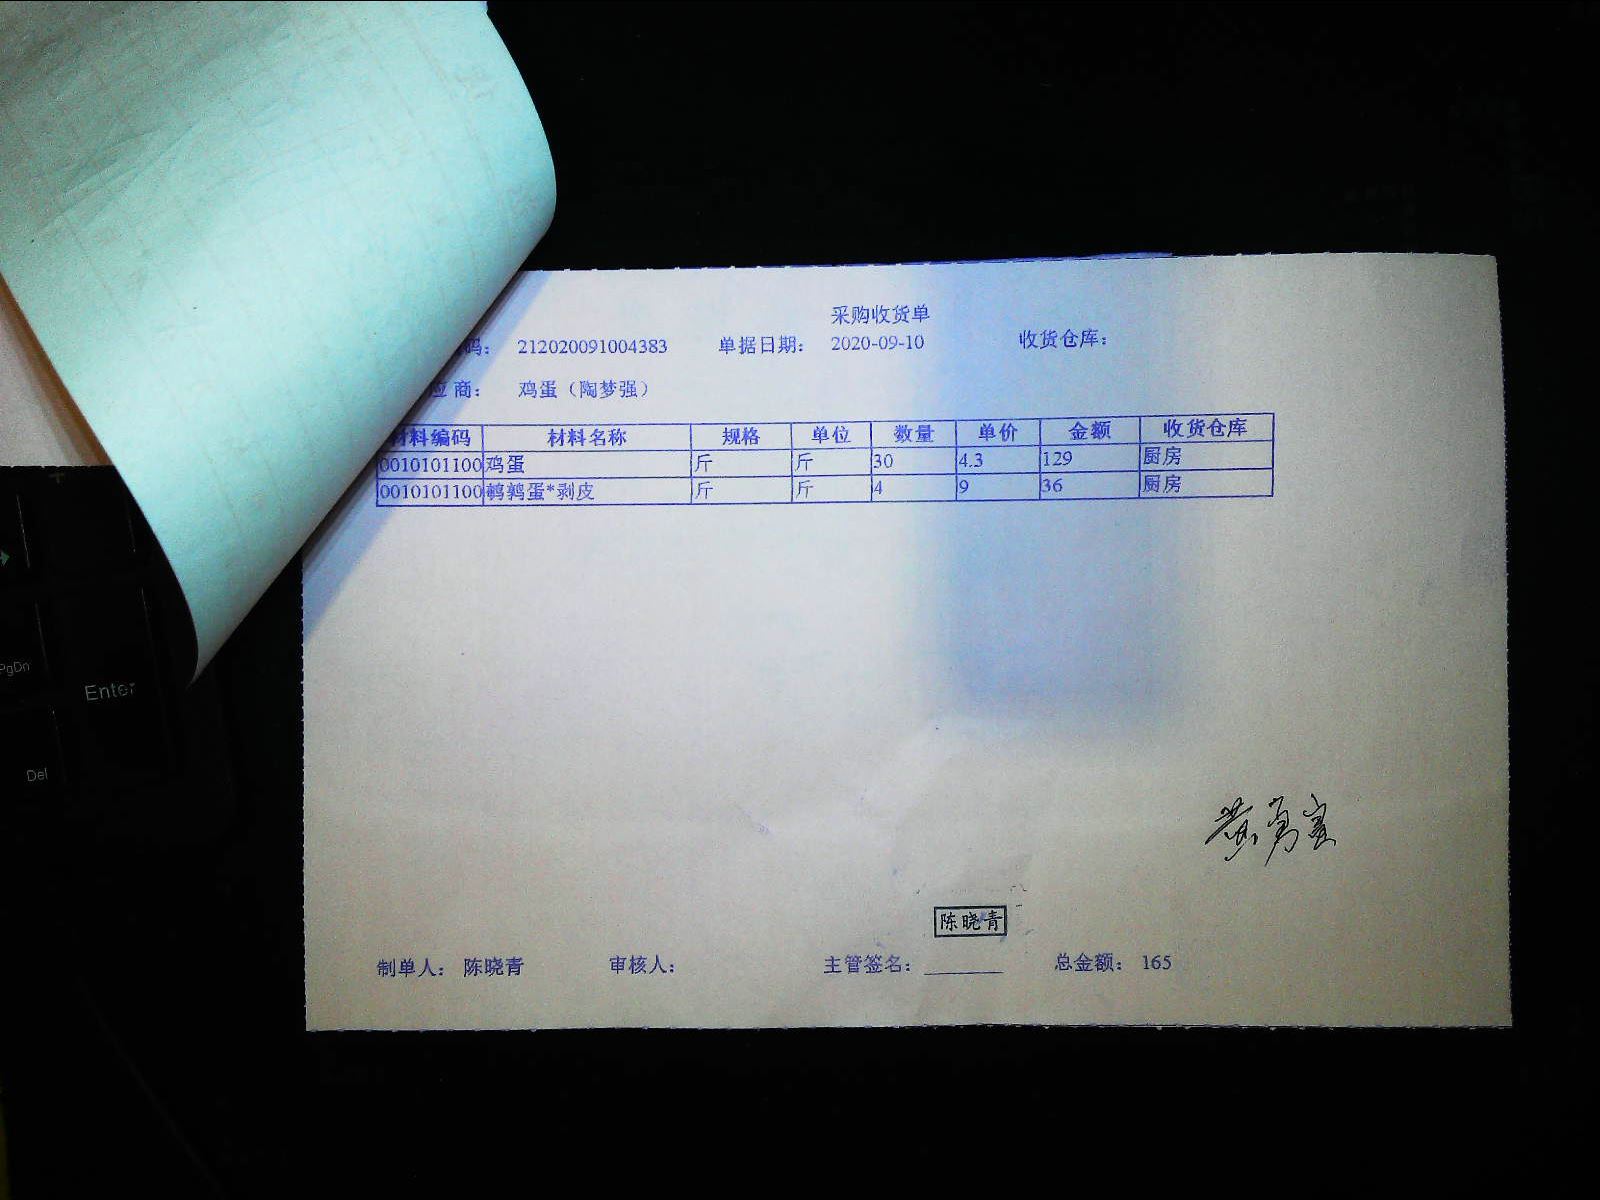 采购收货单
码： 212020091004383 单据日期： 2020-09-10 收货仓库：
应商： 鸡蛋（陶梦强）
材料编码 材料名称 规格 单位 数量 单价 金额 收货仓库
0010101100 鸡蛋 斤 斤 30 4.3 129 厨房
0010101100 鹌鹑蛋*剥皮 斤 斤 4 9 36 厨房
陈晓青
制单人： 陈晓青 审核人： 主管签名： 总金额： 165
PgDn
Enter
Del